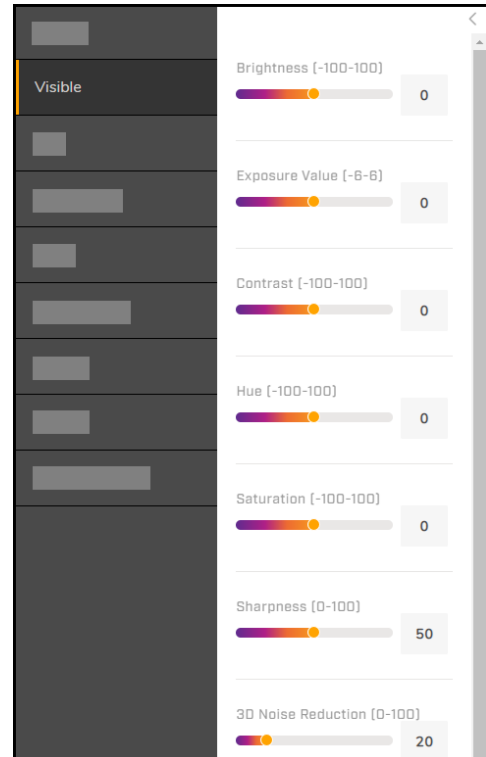 Visible
Brightness (-100-100)
0
Exposure Value (-6-6)
0
Contrast (-100-100)
0
Hue (-100-100)
0
Saturation (-100-100)
0
Sharpness (0-100)
50
3D Noise Reduction (0-100)
20